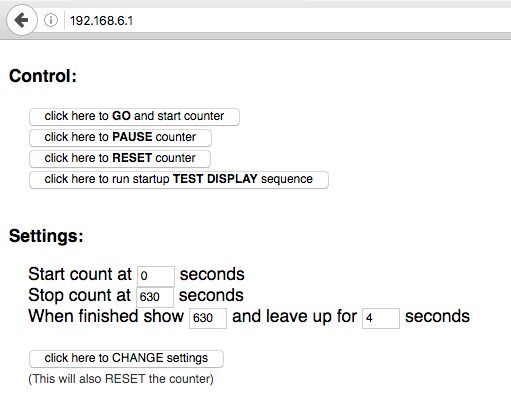 192.168.6.1
Control:
click here to GO and start counter
click here to PAUSE counter
click here to RESET counter
click here to run startup TEST DISPLAY sequence
Settings:
Start count at 0 seconds
Stop count at 630 seconds
When finished show 630 and leave up for 4 seconds
click here to CHANGE settings
(This will also RESET the counter)